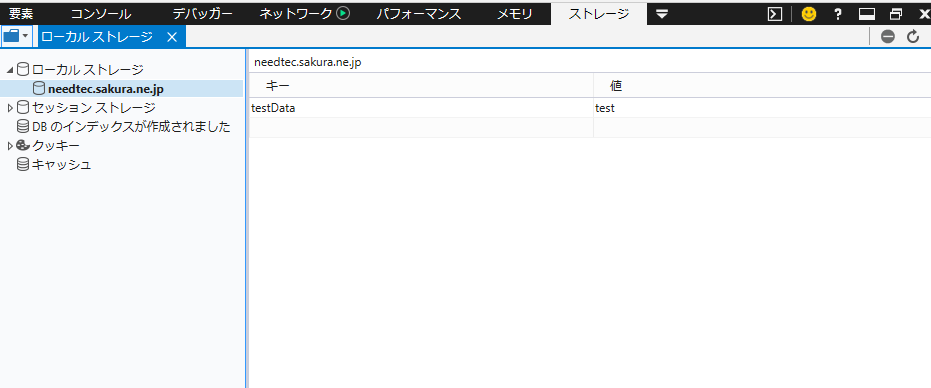 要素 コンソール デバッガー ネットワーク パフォーマンス メモリ ストレージ ?
ローカル ストレージ
ローカル ストレージ
needtec.sakura.ne.jp
セッション ストレージ
DB のインデックスが作成されました
クッキー
キャッシュ
needtec.sakura.ne.jp
キー 値
testData test